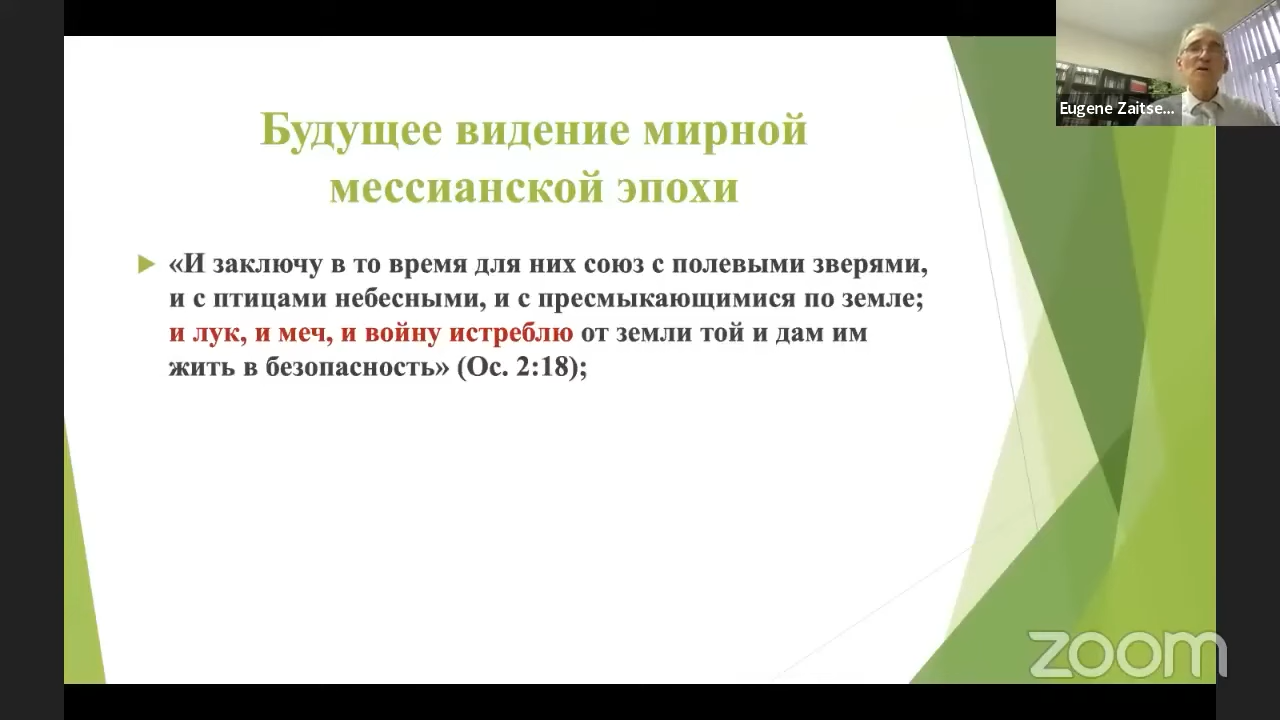 Eugene Zaitse...
Будущее видение мирной
мессианской эпохи
«И заключу в то время для них союз с полевыми зверями,
и с птицами небесными, и с пресмыкающимися по земле;
и лук, и меч, и войну истреблю от земли той и дам им
жить в безопасность» (Ос. 2:18);
zoom